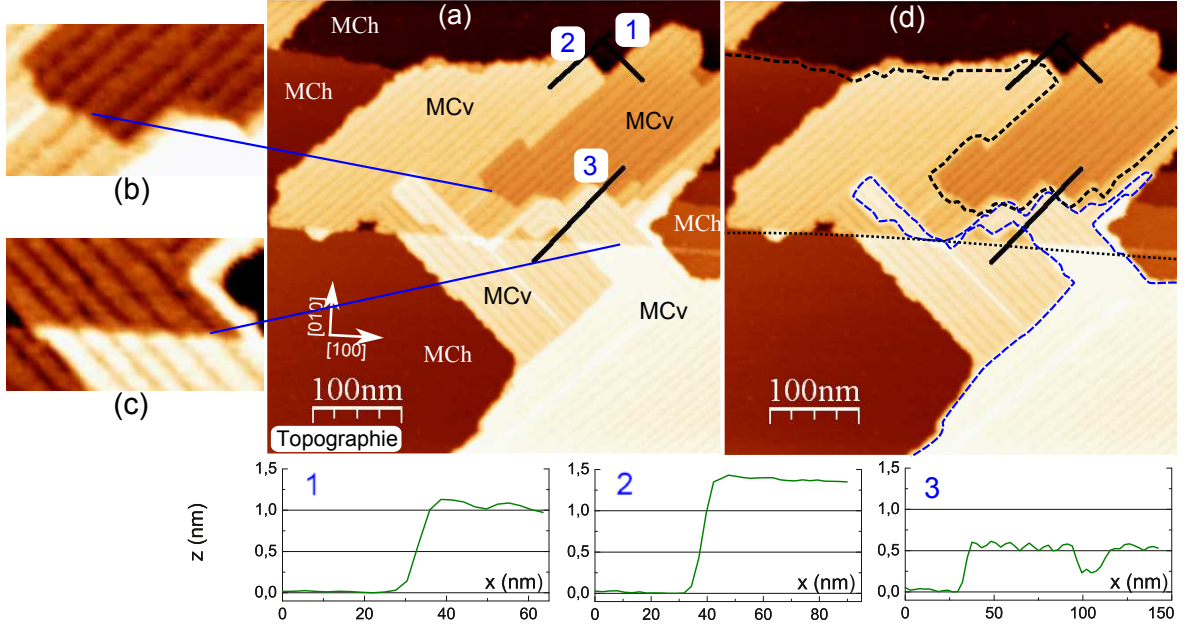 (a)
(d)
MCh
2
1
MCh
MCv
MCv
3
(b)
MCh
MCv
MCv
[010]
[100]
MCh
100nm
100nm
(c)
Topographie
1
2
3
z (nm)
1,5
1,0
0,5
0,0
x (nm)
0
20
40
60
1,5
1,0
0,5
0,0
x (nm)
0
20
40
60
80
1,5
1,0
0,5
0,0
x (nm)
0
50
100
150